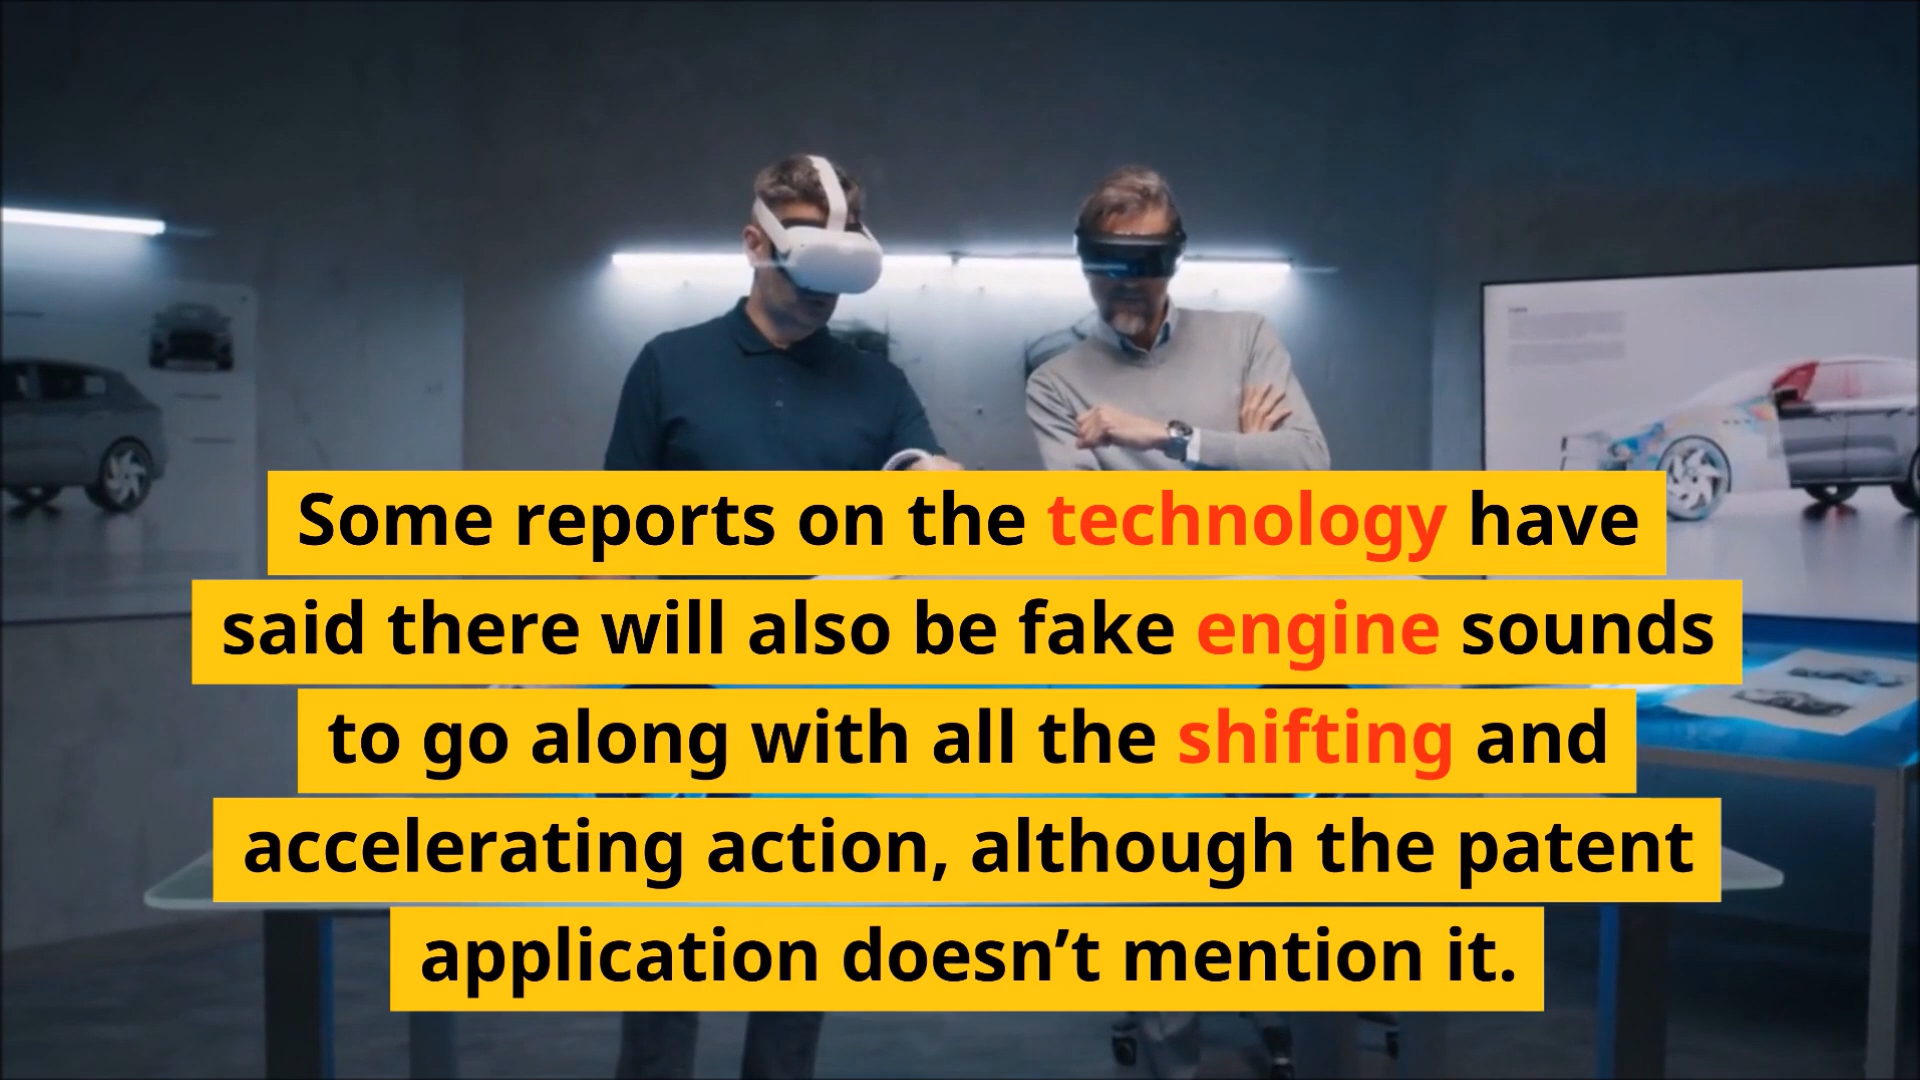 Some reports on the technology have
said there will also be fake engine sounds
to go along with all the shifting and
accelerating action, although the patent
application doesn’t mention it.